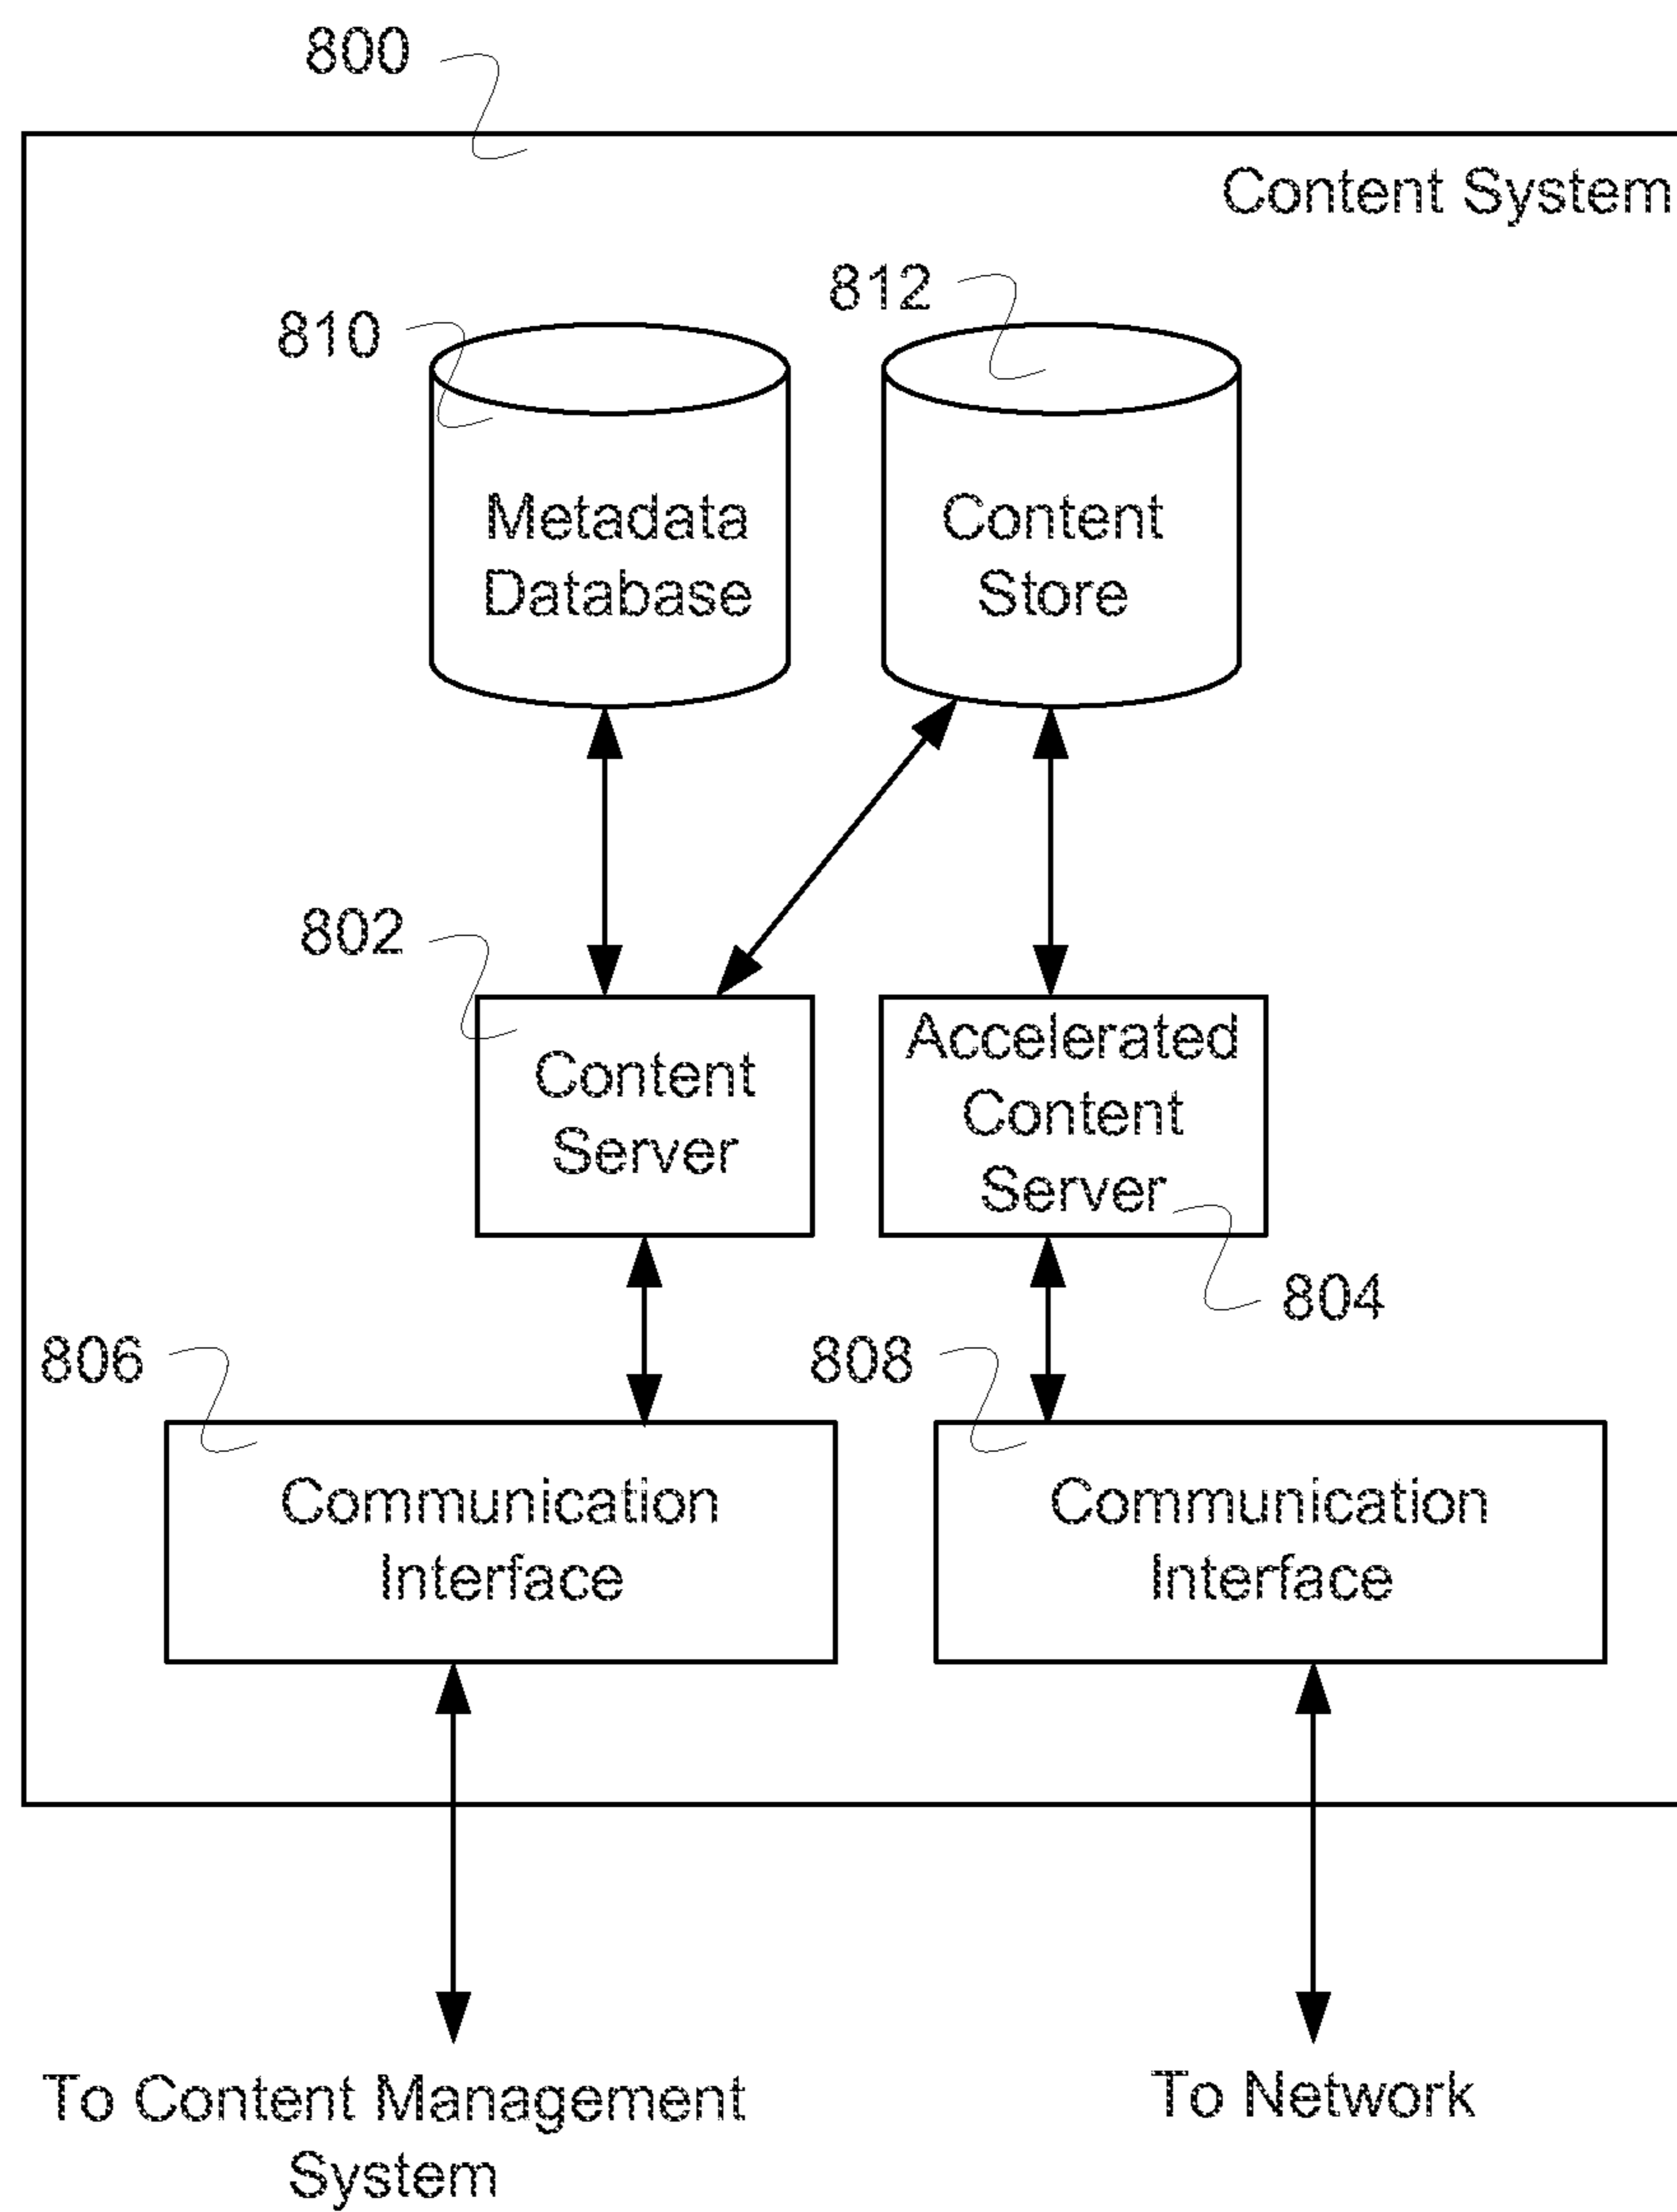 800
Content System
812
810
Metadata
Database
Content
Store
802
Content
Server
Accelerated
Content
Server
804
806
808
Communication
Interface
Communication
Interface
To Content Management
System
To Network